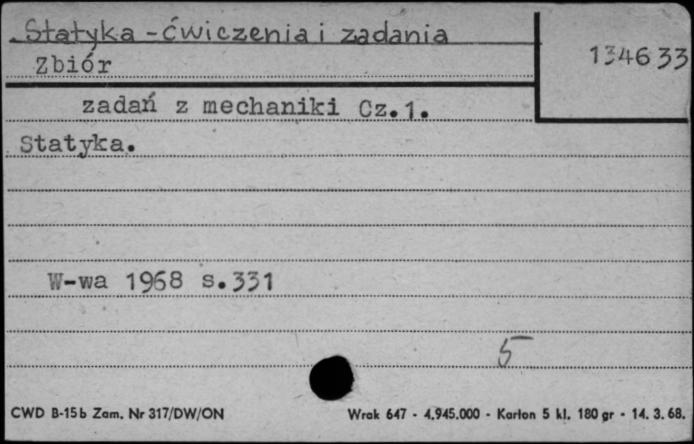 Statyka - ćwiczenia i zadania
134633
Zbiór
zadań z mechaniki Cz.1.
Statyka.
W-wa 1968 s.331
5
CWD B-15b Zam. Nr 317/DW/ON
Wrak 647 - 4.945.000 - Karton 5 kl. 180 gr - 14. 3. 68.